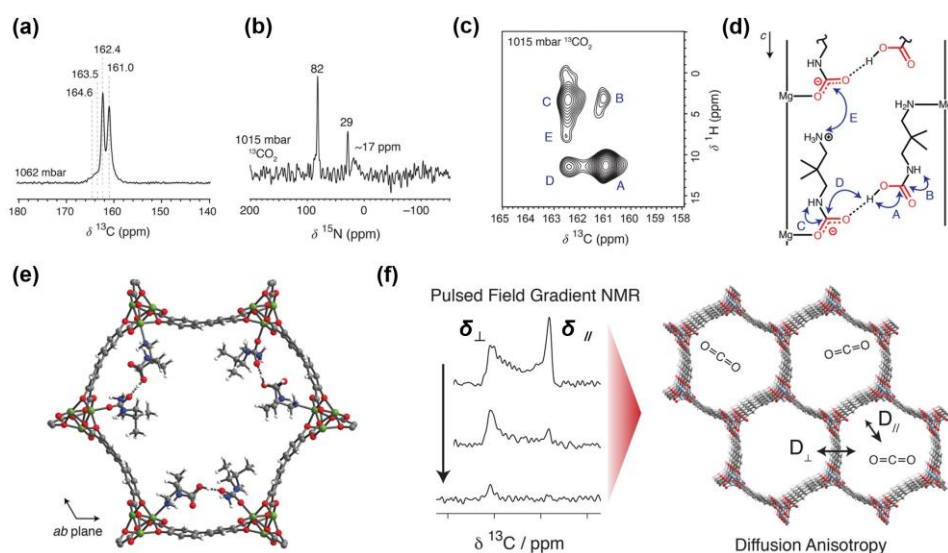 (a)
162.4
163.5
161.0
164.6
1062 mbar
180 160 140
δ 13C (ppm)
(b)
82
29
~17 ppm
1015 mbar
13CO2
200 100 0 -100
δ 15N (ppm)
(c)
1015 mbar 13CO2
C
B
E
D
A
0
5
10
15
δ 1H (ppm)
165 164 163 162 161 160 159 158
δ 13C (ppm)
(d)
c
H
O
O
HN
O
Mg
O
E
H2N
Mg
H3N
D
O
NH
HN
H
O
B
C
O
A
O
Mg
O
(e)
ab plane
(f)
Pulsed Field Gradient NMR
δ⊥
δ//
δ 13C / ppm
O=C=O
O=C=O
D//
D⊥
O=C=O
Diffusion Anisotropy